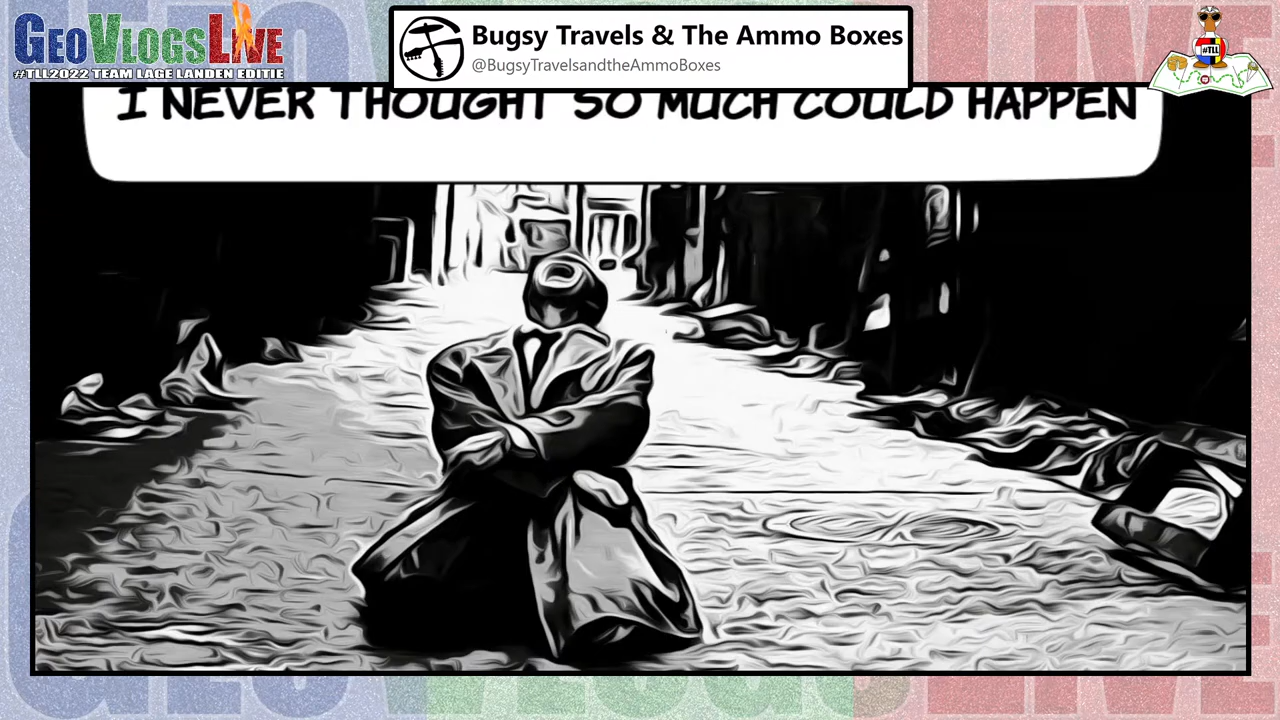 GEOVLOGSLIVE
#TLL2022 TEAM LAGE LANDEN EDITIE
Bugsy Travels & The Ammo Boxes
@BugsyTravelsandtheAmmoBoxes
#TLL
I NEVER THOUGHT SO MUCH COULD HAPPEN